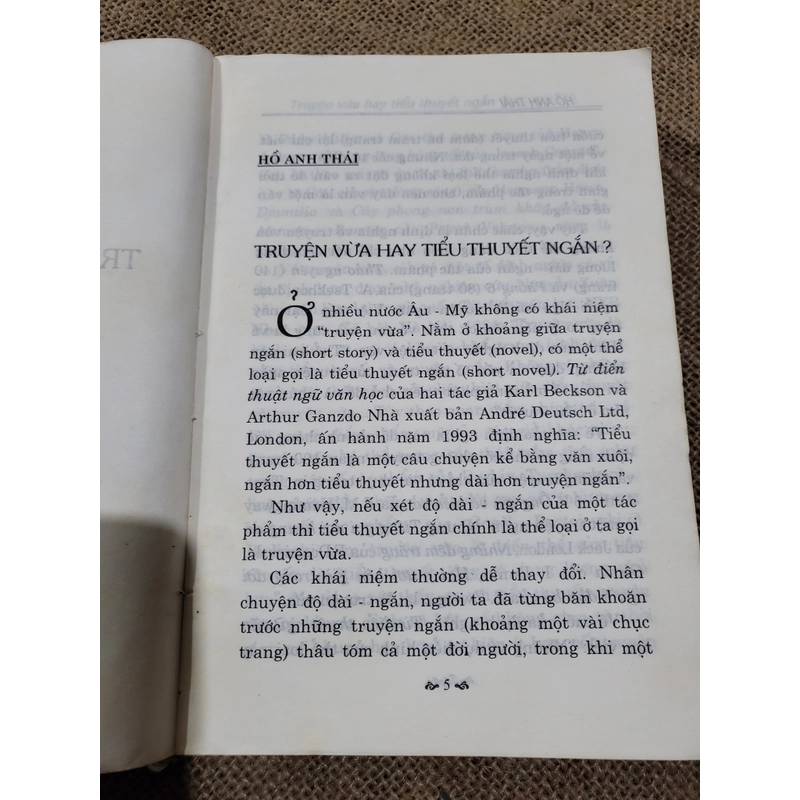 HỒ ANH THÁI
TRUYỆN VỪA HAY TIỂU THUYẾT NGẮN ?
Ở nhiều nước Âu - Mỹ không có khái niệm
“truyện vừa”. Nằm ở khoảng giữa truyện
ngắn (short story) và tiểu thuyết (novel), có một thể
loại gọi là tiểu thuyết ngắn (short novel). Từ điển
thuật ngữ văn học của hai tác giả Karl Beckson và
Arthur Ganzdo Nhà xuất bản André Deutsch Ltd,
London, ấn hành năm 1993 định nghĩa: “Tiểu
thuyết ngắn là một câu chuyện kể bằng văn xuôi,
ngắn hơn tiểu thuyết nhưng dài hơn truyện ngắn”.
Như vậy, nếu xét độ dài - ngắn của một tác
phẩm thì tiểu thuyết ngắn chính là thể loại ở ta gọi
là truyện vừa.
Các khái niệm thường dễ thay đổi. Nhân
chuyện độ dài - ngắn, người ta đã từng băn khoăn
trước những truyện ngắn (khoảng một vài chục
trang) thâu tóm cả một đời người, trong khi một
5